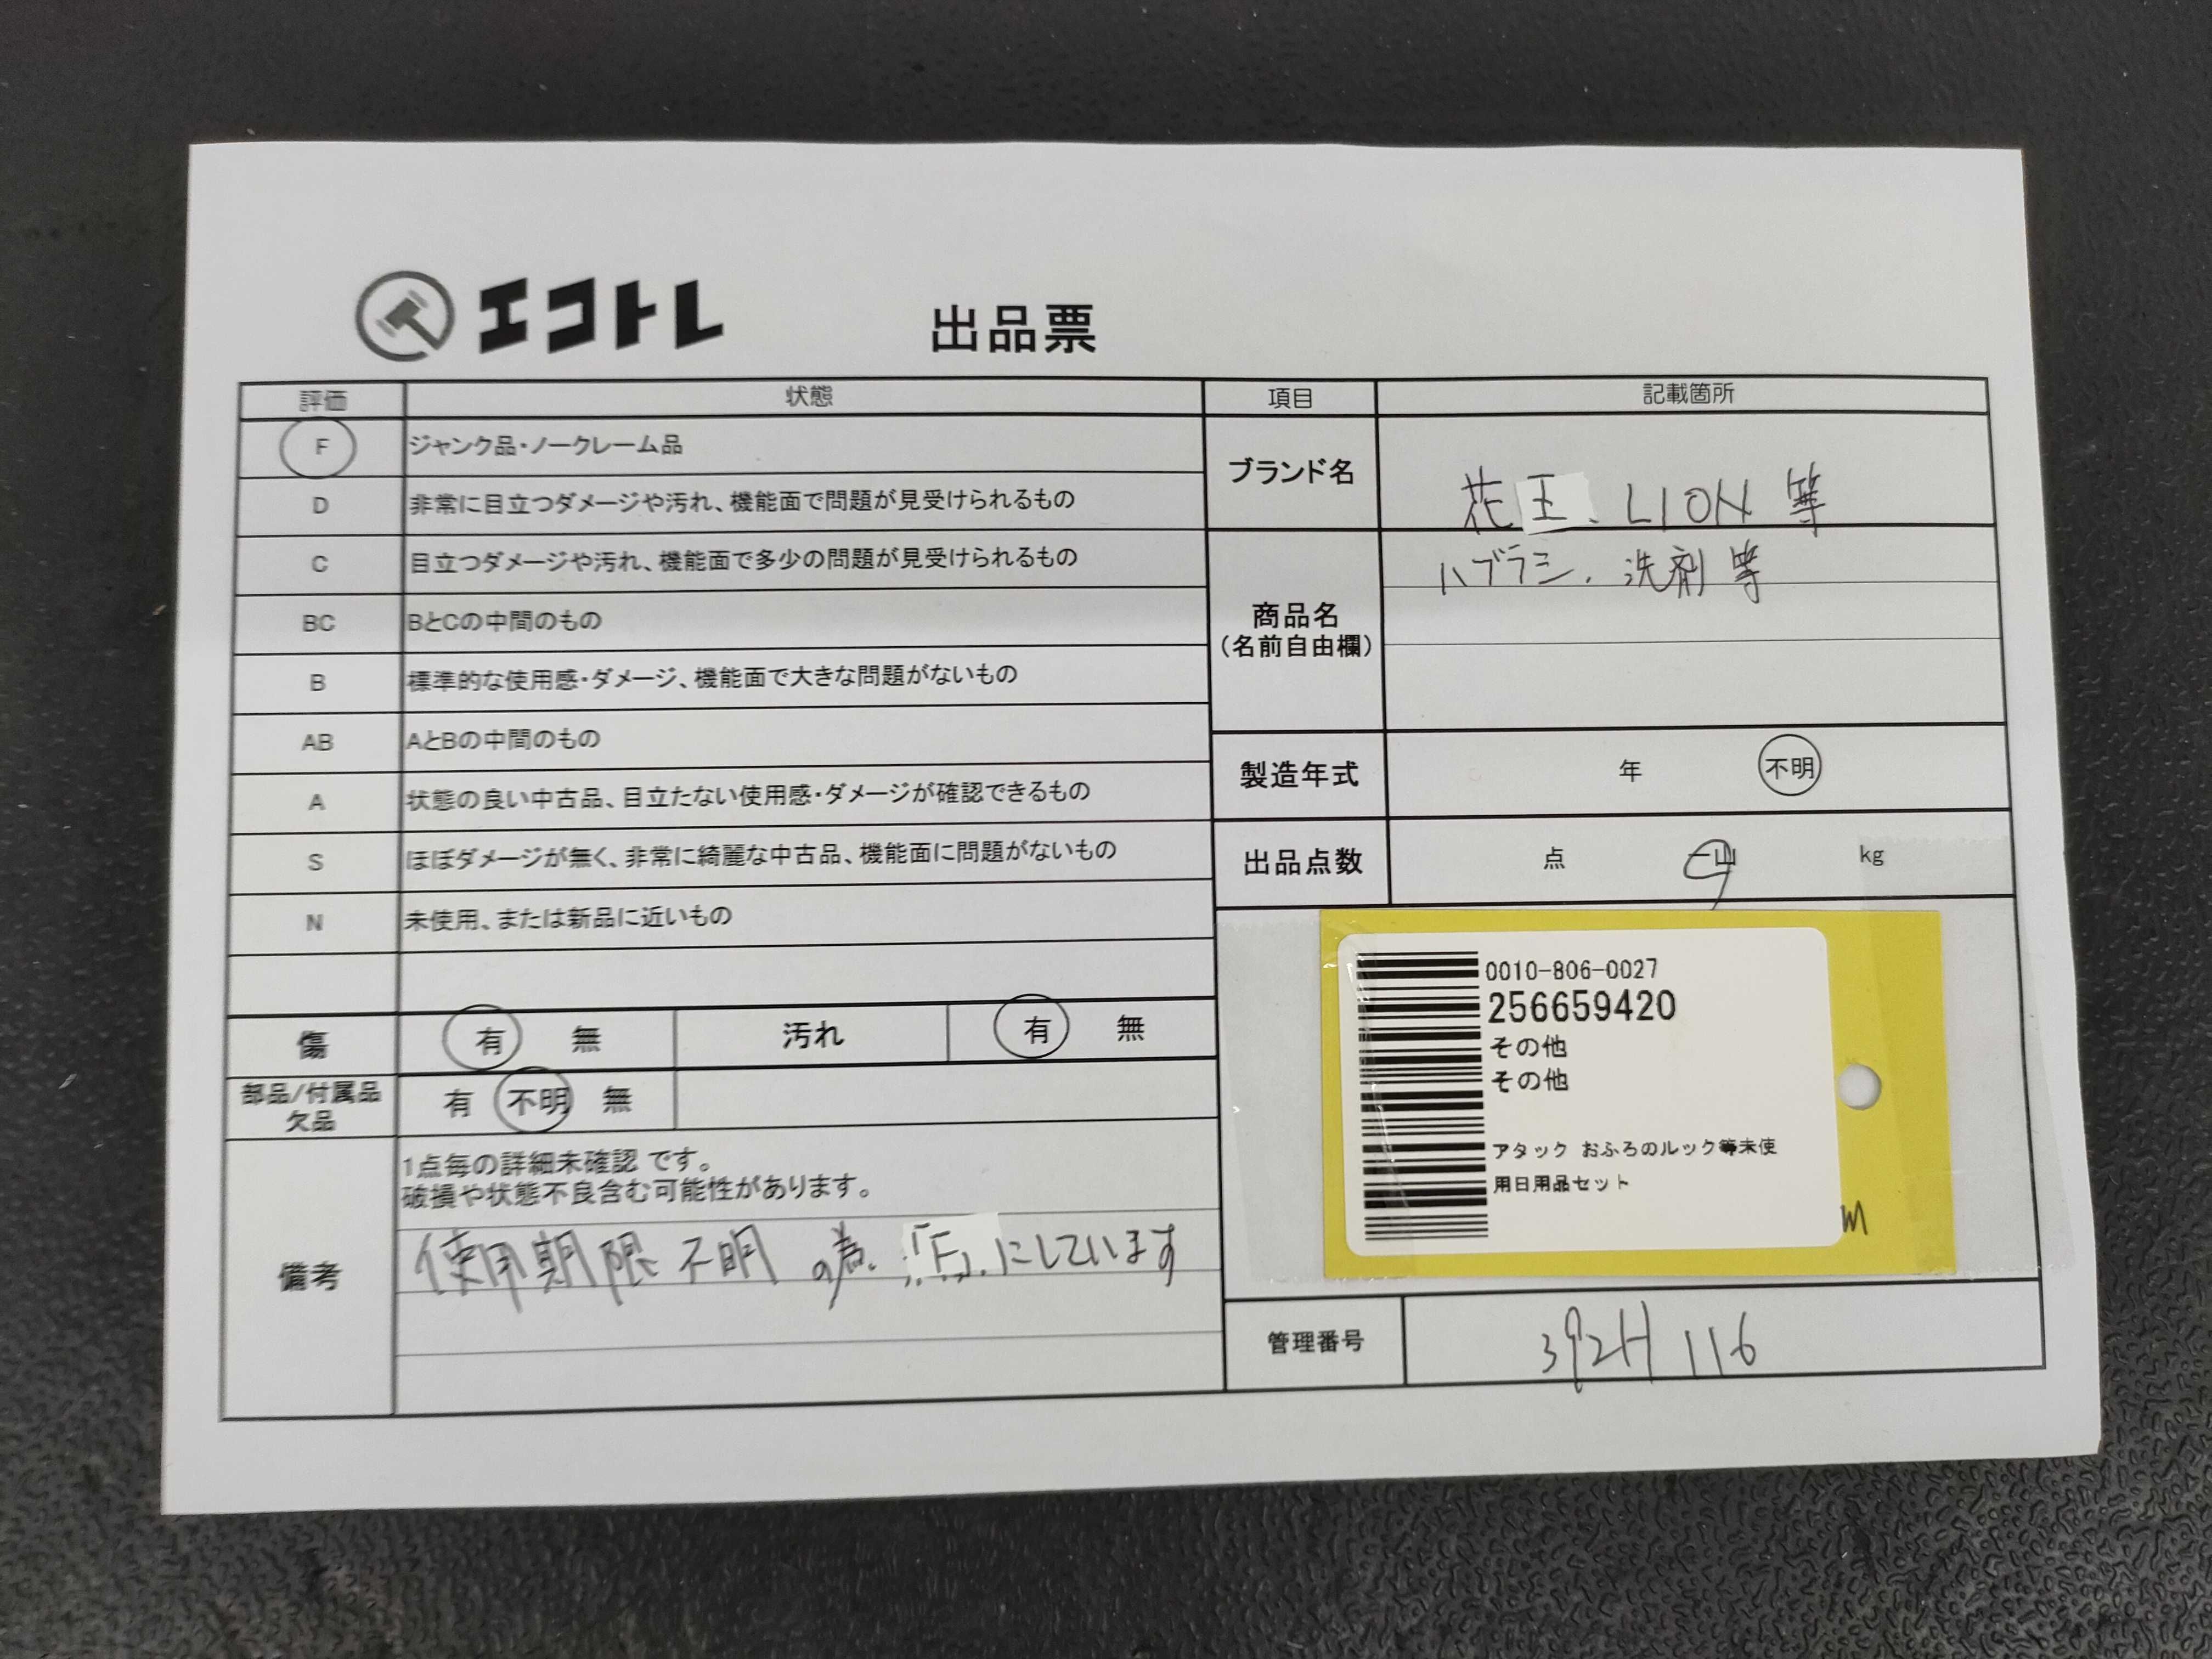 エコトレ 出品票
評価 状態 項目 記載箇所
F ジャンク品・ノークレーム品
D 非常に目立つダメージや汚れ、機能面で問題が見受けられるもの
C 目立つダメージや汚れ、機能面で多少の問題が見受けられるもの
BC BとCの中間のもの
B 標準的な使用感・ダメージ、機能面で大きな問題がないもの
AB AとBの中間のもの
A 状態の良い中古品、目立たない使用感・ダメージが確認できるもの
S ほぼダメージが無く、非常に綺麗な中古品、機能面に問題がないもの
N 未使用、または新品に近いもの
傷 有 無 汚れ 有 無
部品/付属品
欠品
有 不明 無
備考
1点毎の詳細未確認 です。
破損や状態不良含む可能性があります。
使用期限不明の為、「F」にしています
ブランド名 花王、LION 等
商品名
(名前自由欄)
ハブラシ、洗剤 等
製造年式 年 不明
出品点数 点 一山 kg
0010-806-0027
256659420
その他
その他
アタック おふろのルック等未使
用日用品セット
M
管理番号 392H 116